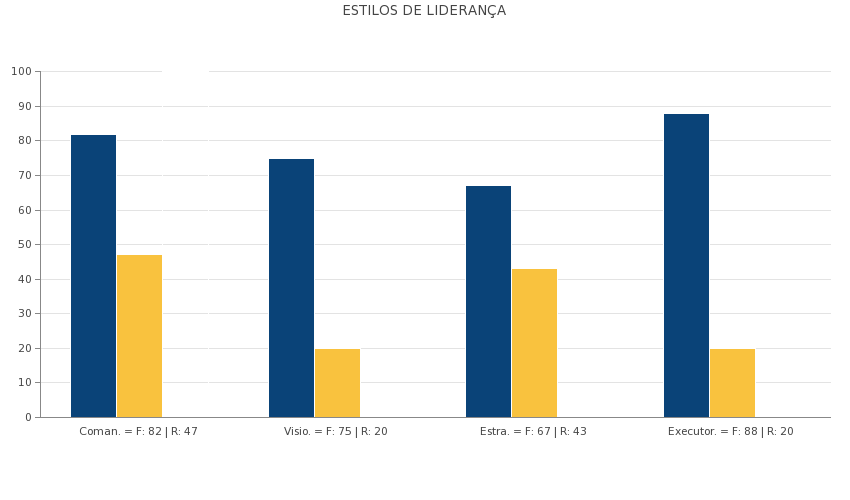 ESTILOS DE LIDERANÇA
100
90
80
70
60
50
40
30
20
10
0
Coman. = F: 82 | R: 47
Visio. = F: 75 | R: 20
Estra. = F: 67 | R: 43
Executor. = F: 88 | R: 20